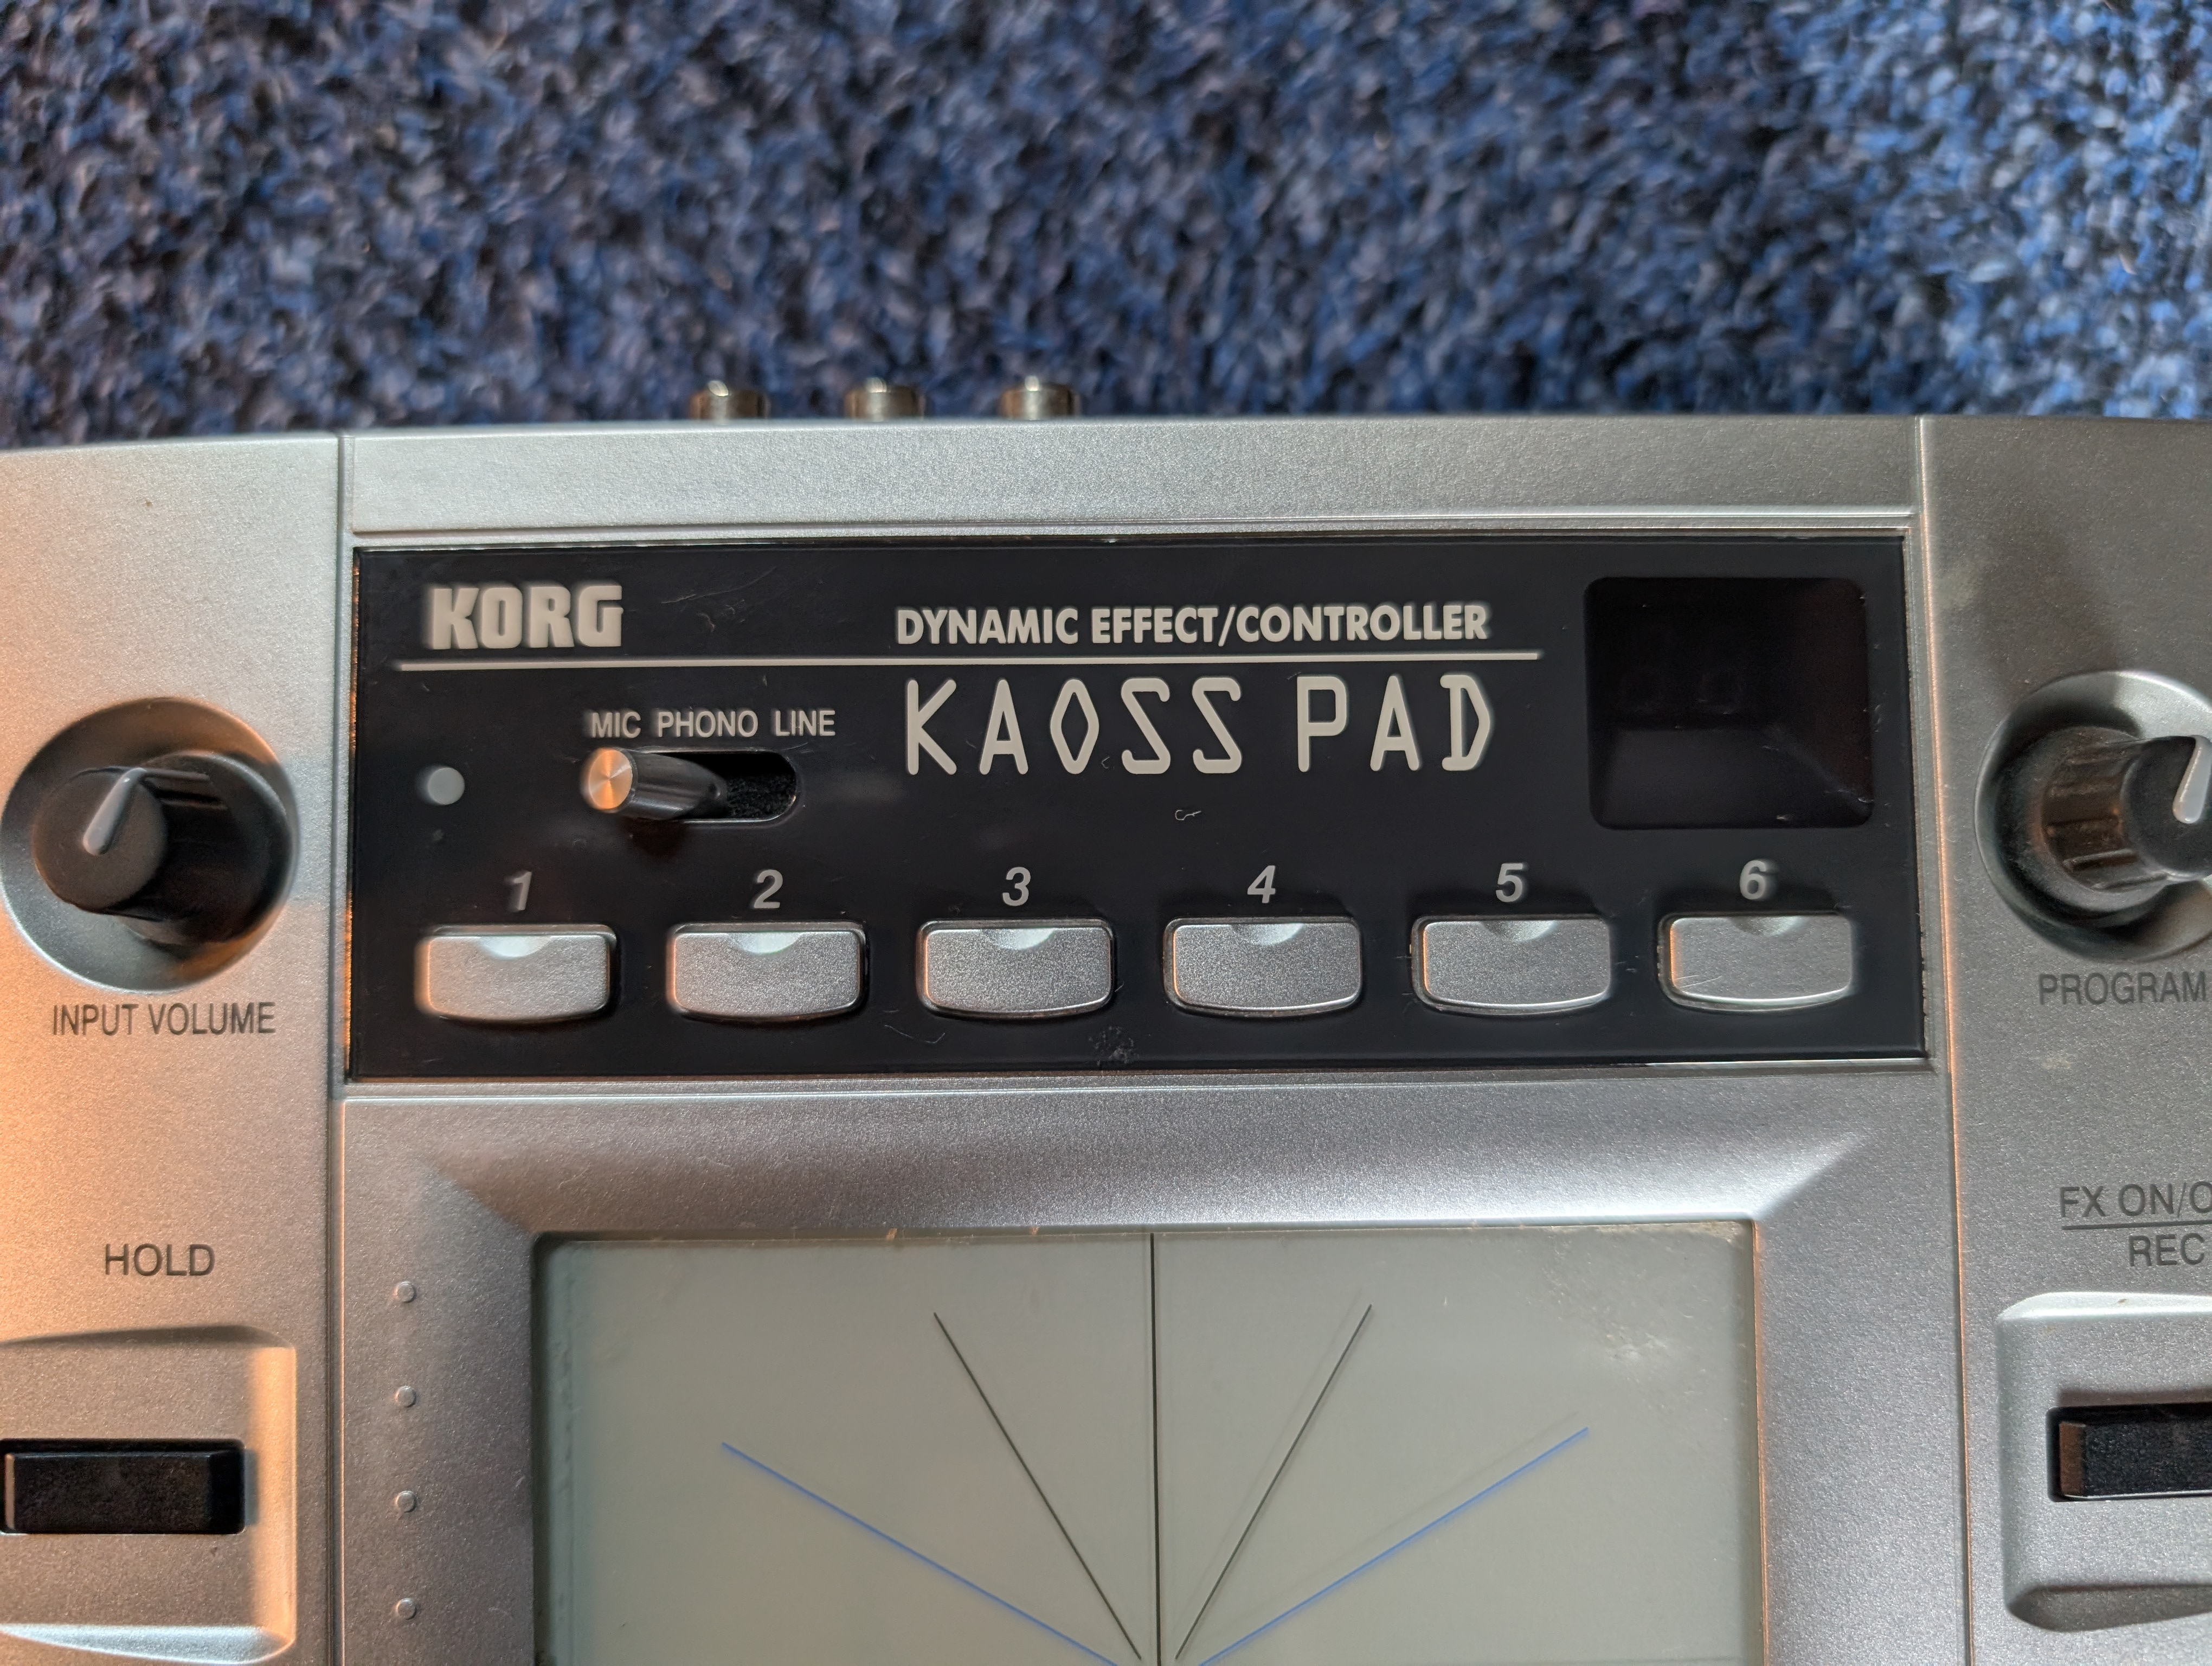 KORG
DYNAMIC EFFECT/CONTROLLER
MIC PHONO LINE
KAOSS PAD
1 2 3 4 5 6
INPUT VOLUME
PROGRAM
HOLD
FX ON/O
REC